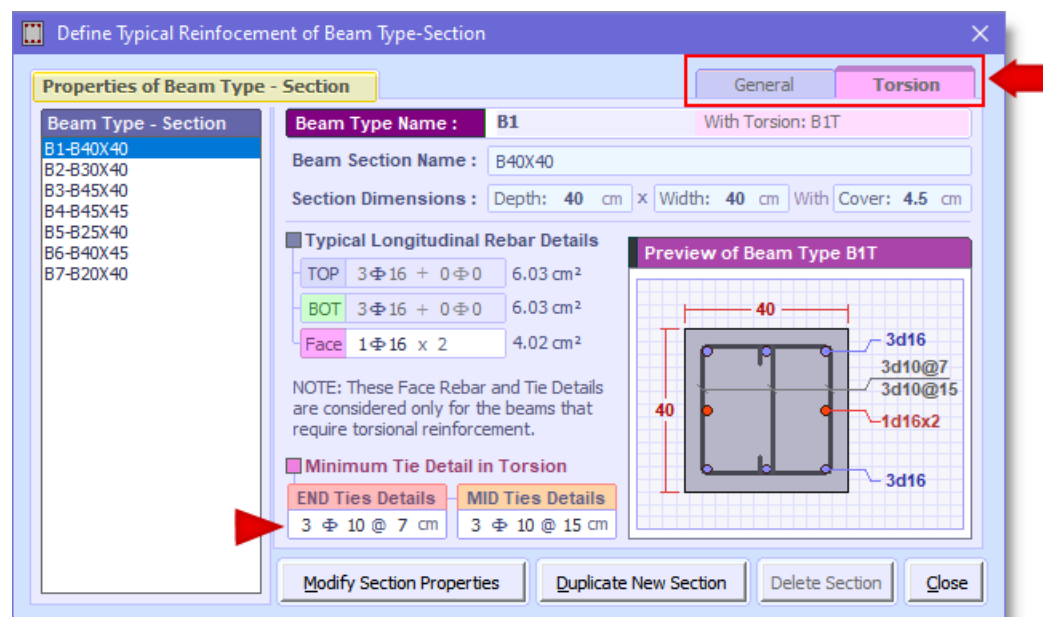 Define Typical Reinfocement of Beam Type-Section
Properties of Beam Type - Section
General
Torsion
Beam Type - Section
B1-B40X40
B2-B30X40
B3-B45X40
B4-B45X45
B5-B25X40
B6-B40X45
B7-B20X40
Beam Type Name : B1 With Torsion: B1T
Beam Section Name : B40X40
Section Dimensions : Depth: 40 cm x Width: 40 cm With Cover: 4.5 cm
Typical Longitudinal Rebar Details
TOP 3Φ16 + 0Φ0 6.03 cm²
BOT 3Φ16 + 0Φ0 6.03 cm²
Face 1Φ16 x 2 4.02 cm²
NOTE: These Face Rebar and Tie Details
are considered only for the beams that
require torsional reinforcement.
Minimum Tie Detail in Torsion
END Ties Details MID Ties Details
3 Φ 10 @ 7 cm 3 Φ 10 @ 15 cm
Preview of Beam Type B1T
40
3d16
3d10@7
3d10@15
40
1d16x2
3d16
Modify Section Properties Duplicate New Section Delete Section Close